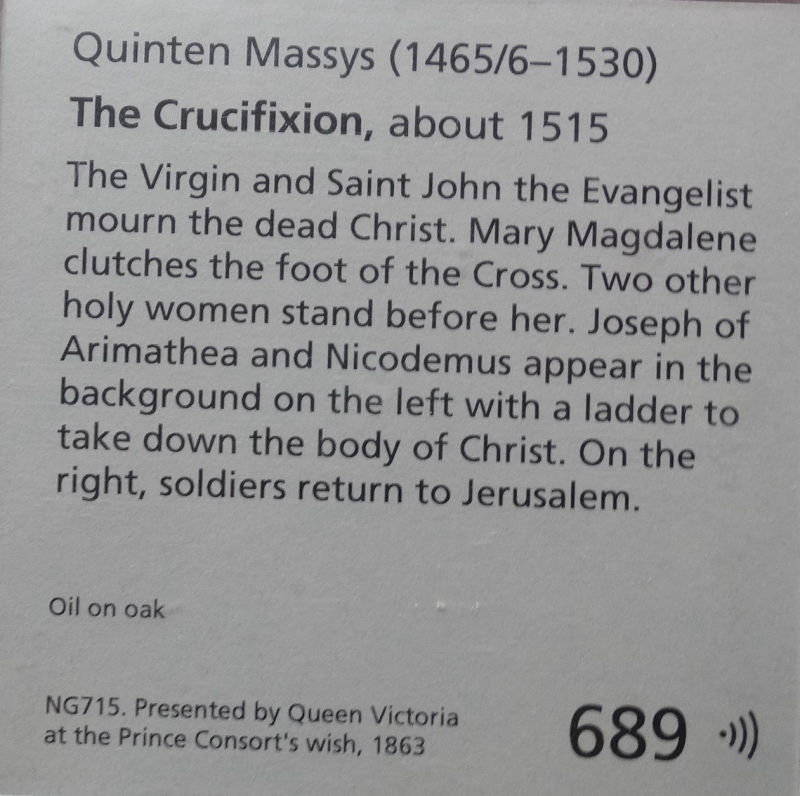 Quinten Massys (1465/6–1530)
The Crucifixion, about 1515
The Virgin and Saint John the Evangelist
mourn the dead Christ. Mary Magdalene
clutches the foot of the Cross. Two other
holy women stand before her. Joseph of
Arimathea and Nicodemus appear in the
background on the left with a ladder to
take down the body of Christ. On the
right, soldiers return to Jerusalem.
Oil on oak
NG715. Presented by Queen Victoria
at the Prince Consort's wish, 1863
689